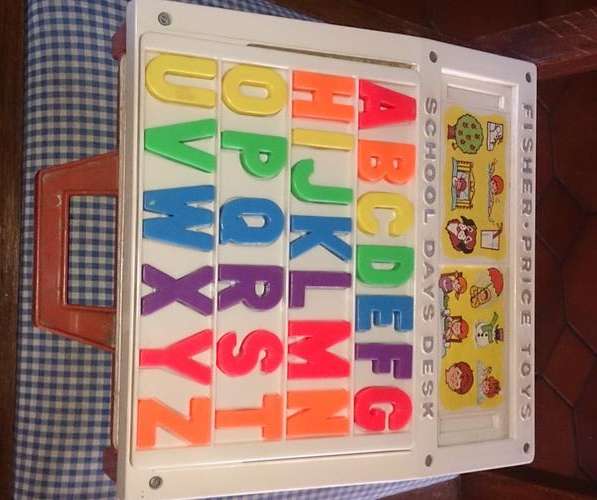 FISHER·PRICE TOYS
SCHOOL DAYS DESK
ABCDEFG
HIJKLMN
OPQRST
UVWXYZ